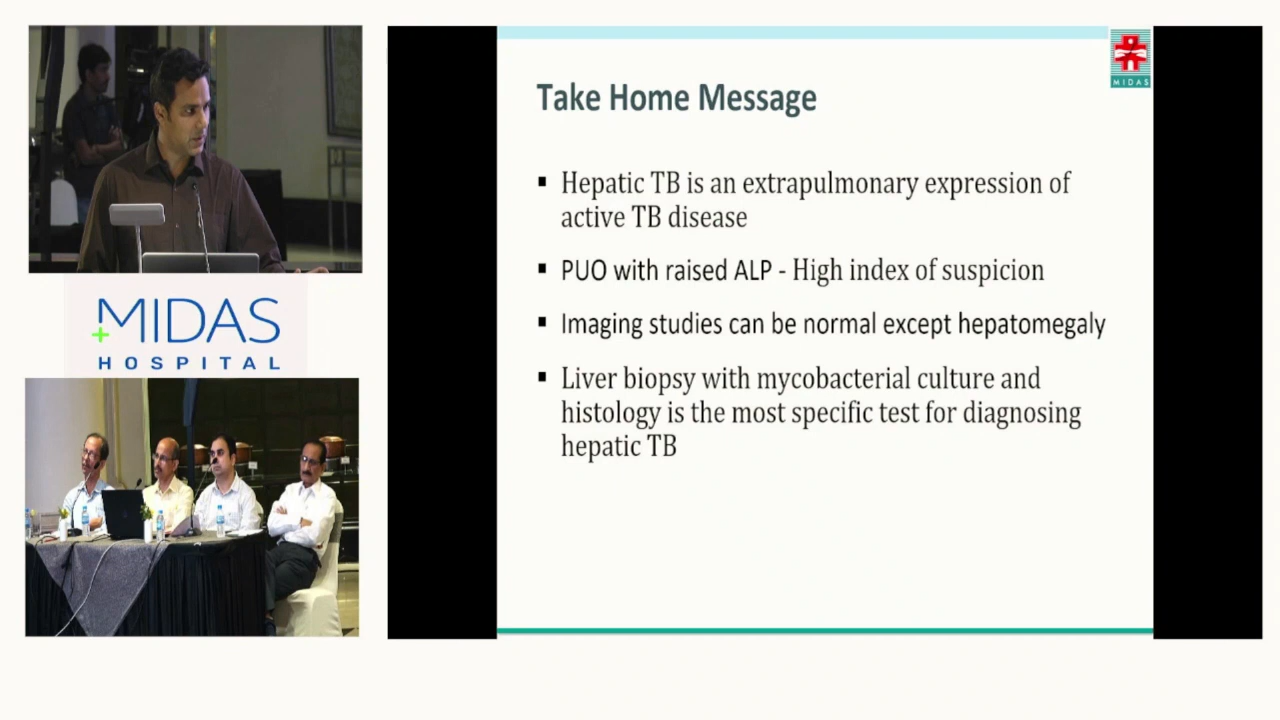 MIDAS
Take Home Message
▪ Hepatic TB is an extrapulmonary expression of
active TB disease
▪ PUO with raised ALP - High index of suspicion
▪ Imaging studies can be normal except hepatomegaly
▪ Liver biopsy with mycobacterial culture and
histology is the most specific test for diagnosing
hepatic TB
MIDAS
HOSPITAL